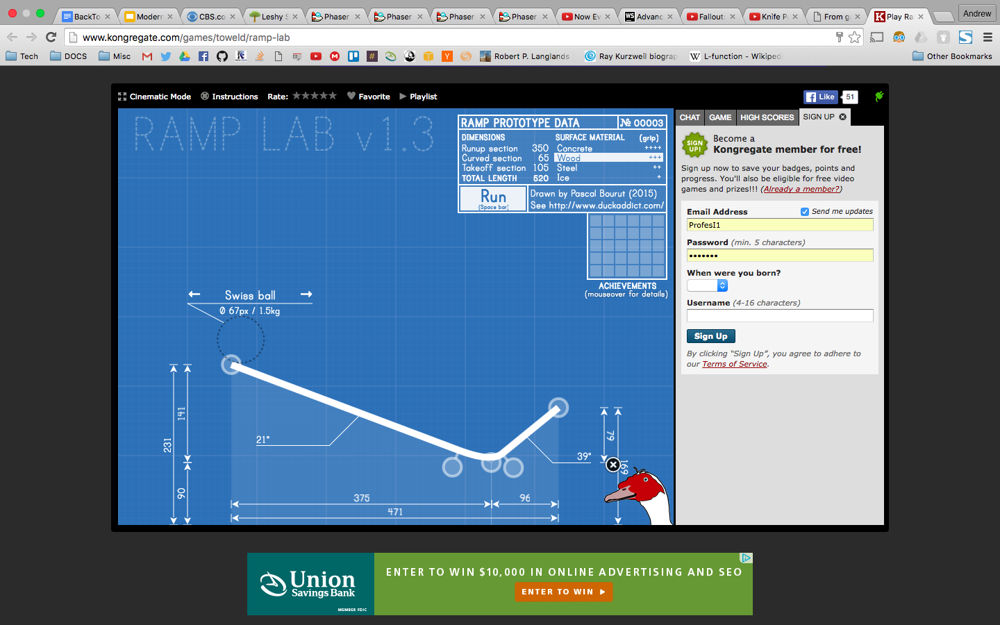 BackTo
Modern
CBS.co
Leshy S
Phaser
Phaser
Phaser
Phaser
Now Ev
Advanc
Fallout:
Knife P
From g
Play Ra
Andrew
www.kongregate.com/games/toweld/ramp-lab
Tech
DOCS
Misc
Robert P. Langlands
Ray Kurzweil biograp
L-function - Wikiped
Other Bookmarks
Cinematic Mode
Instructions
Rate:
Favorite
Playlist
Like
51
RAMP LAB v1.3
RAMP PROTOTYPE DATA
№ 00003
DIMENSIONS
SURFACE MATERIAL (grip)
Runup section 350 Concrete ++++
Curved section 65 Wood +++
Takeoff section 105 Steel ++
TOTAL LENGTH 520 Ice +
Run
(Space bar)
Drawn by Pascal Bourut (2015)
See http://www.duckaddict.com/
ACHIEVEMENTS
(mouseover for details)
Swiss ball
Ø 67px / 1.5kg
141
231
90
21°
39°
79
169
375
96
471
CHAT
GAME
HIGH SCORES
SIGN UP
SIGN UP!
Become a
Kongregate member for free!
Sign up now to save your badges, points and
progress. You'll also be eligible for free video
games and prizes!!! (Already a member?)
Email Address
Send me updates
ProfesI1
Password (min. 5 characters)
•••••••
When were you born?
Username (4-16 characters)
Sign Up
By clicking "Sign Up", you agree to adhere to
our Terms of Service.
Union
Savings Bank
MEMBER FDIC
ENTER TO WIN $10,000 IN ONLINE ADVERTISING AND SEO
ENTER TO WIN